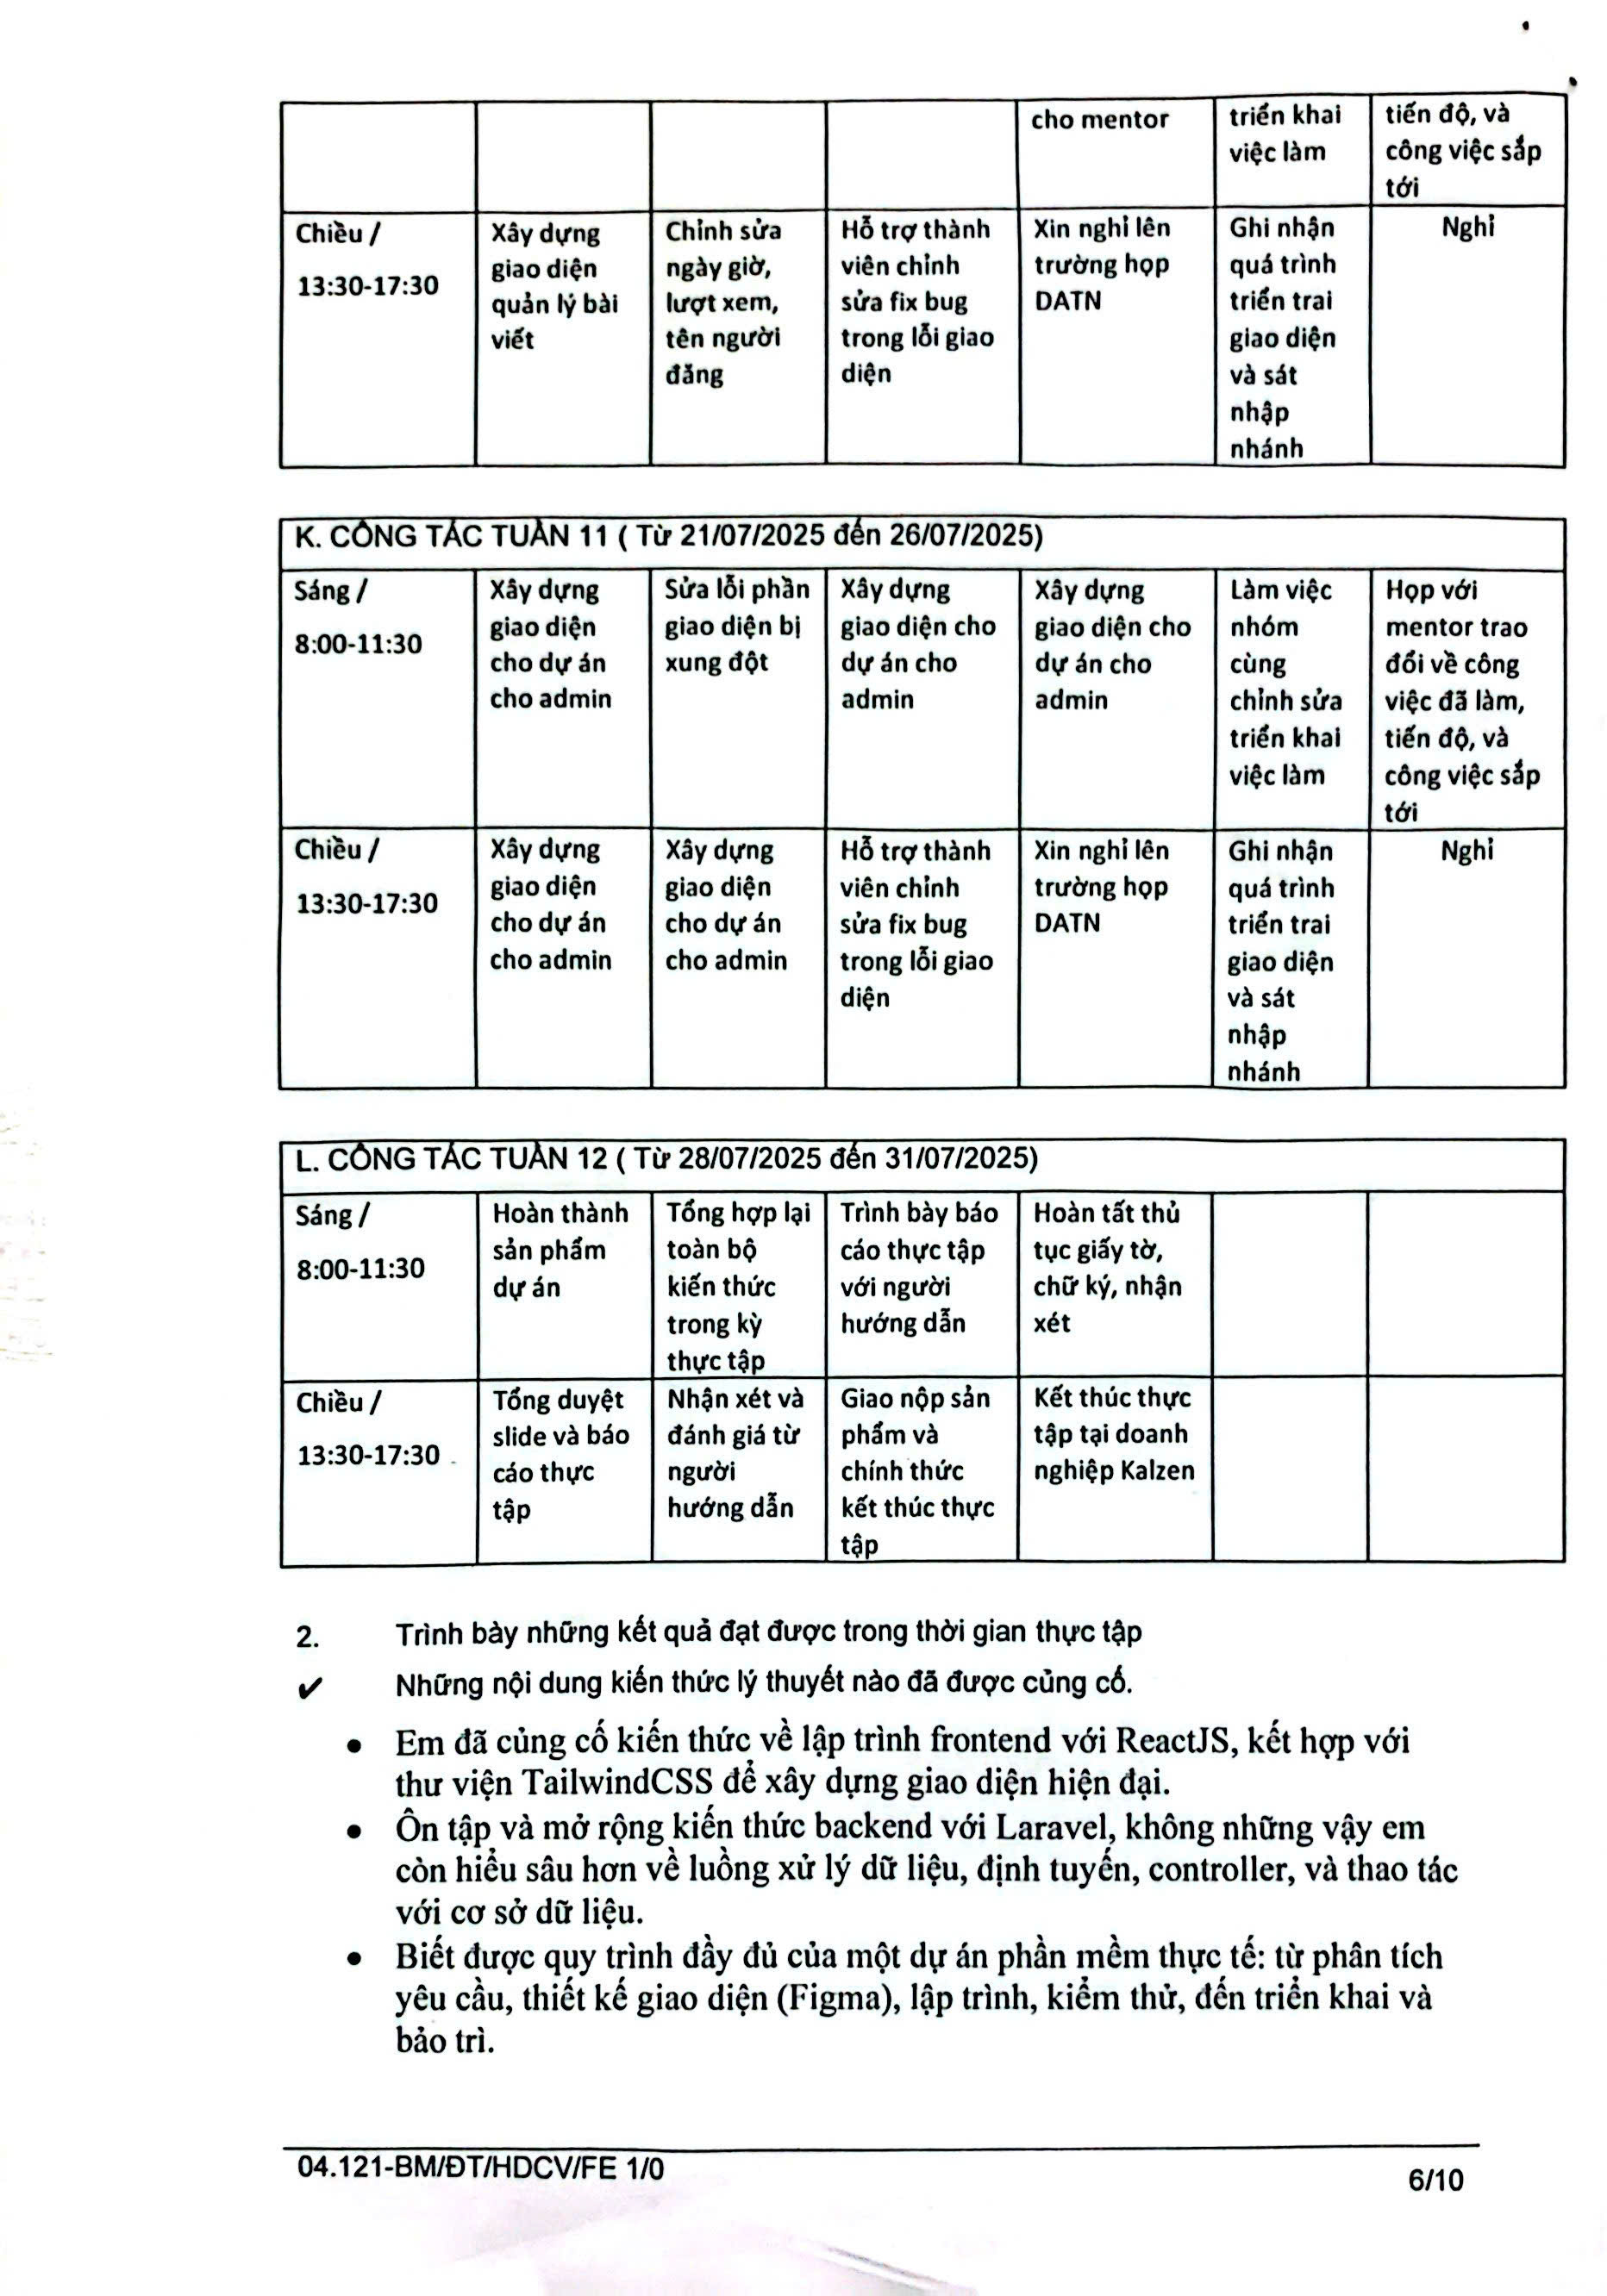 cho mentor
triển khai
việc làm
tiến độ, và
công việc sắp
tới
Chiều /
13:30-17:30
Xây dựng
giao diện
quản lý bài
viết
Chỉnh sửa
ngày giờ,
lượt xem,
tên người
đăng
Hỗ trợ thành
viên chỉnh
sửa fix bug
trong lỗi giao
diện
Xin nghỉ lên
trường họp
DATN
Ghi nhận
quá trình
triển trai
giao diện
và sát
nhập
nhánh
Nghỉ
K. CÔNG TÁC TUẦN 11 ( Từ 21/07/2025 đến 26/07/2025)
Sáng /
8:00-11:30
Xây dựng
giao diện
cho dự án
cho admin
Sửa lỗi phần
giao diện bị
xung đột
Xây dựng
giao diện cho
dự án cho
admin
Xây dựng
giao diện cho
dự án cho
admin
Làm việc
nhóm
cùng
chỉnh sửa
triển khai
việc làm
Họp với
mentor trao
đổi về công
việc đã làm,
tiến độ, và
công việc sắp
tới
Chiều /
13:30-17:30
Xây dựng
giao diện
cho dự án
cho admin
Xây dựng
giao diện
cho dự án
cho admin
Hỗ trợ thành
viên chỉnh
sửa fix bug
trong lỗi giao
diện
Xin nghỉ lên
trường họp
DATN
Ghi nhận
quá trình
triển trai
giao diện
và sát
nhập
nhánh
Nghỉ
L. CÔNG TÁC TUẦN 12 ( Từ 28/07/2025 đến 31/07/2025)
Sáng /
8:00-11:30
Hoàn thành
sản phẩm
dự án
Tổng hợp lại
toàn bộ
kiến thức
trong kỳ
thực tập
Trình bày báo
cáo thực tập
với người
hướng dẫn
Hoàn tất thủ
tục giấy tờ,
chữ ký, nhận
xét
Chiều /
13:30-17:30
Tổng duyệt
slide và báo
cáo thực
tập
Nhận xét và
đánh giá từ
người
hướng dẫn
Giao nộp sản
phẩm và
chính thức
kết thúc thực
tập
Kết thúc thực
tập tại doanh
nghiệp Kalzen
2. Trình bày những kết quả đạt được trong thời gian thực tập
✔ Những nội dung kiến thức lý thuyết nào đã được củng cố.
• Em đã củng cố kiến thức về lập trình frontend với ReactJS, kết hợp với
thư viện TailwindCSS để xây dựng giao diện hiện đại.
• Ôn tập và mở rộng kiến thức backend với Laravel, không những vậy em
còn hiểu sâu hơn về luồng xử lý dữ liệu, định tuyến, controller, và thao tác
với cơ sở dữ liệu.
• Biết được quy trình đầy đủ của một dự án phần mềm thực tế: từ phân tích
yêu cầu, thiết kế giao diện (Figma), lập trình, kiểm thử, đến triển khai và
bảo trì.
04.121-BM/ĐT/HDCV/FE 1/0
6/10